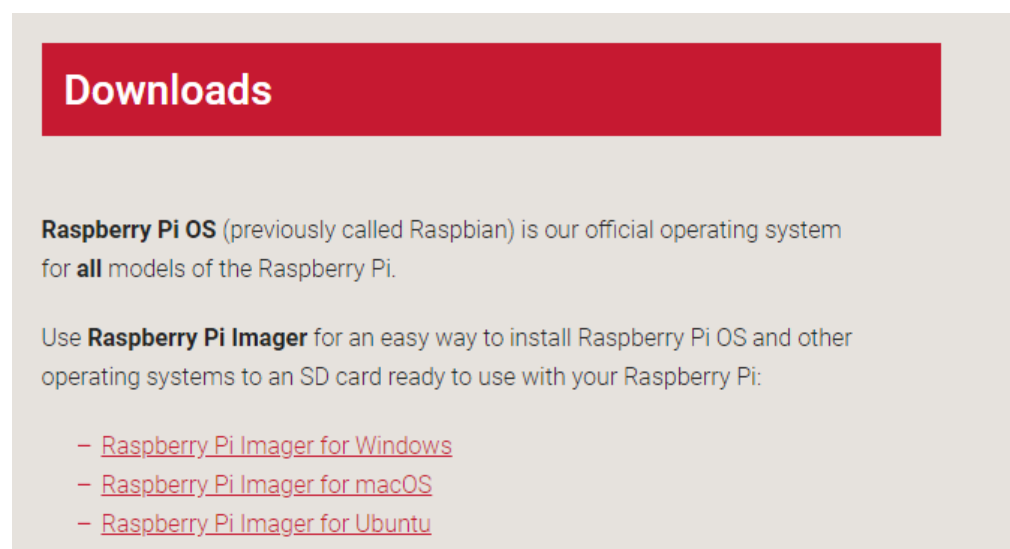 Downloads
Raspberry Pi OS (previously called Raspbian) is our official operating system
for all models of the Raspberry Pi.
Use Raspberry Pi Imager for an easy way to install Raspberry Pi OS and other
operating systems to an SD card ready to use with your Raspberry Pi:
– Raspberry Pi Imager for Windows
– Raspberry Pi Imager for macOS
– Raspberry Pi Imager for Ubuntu